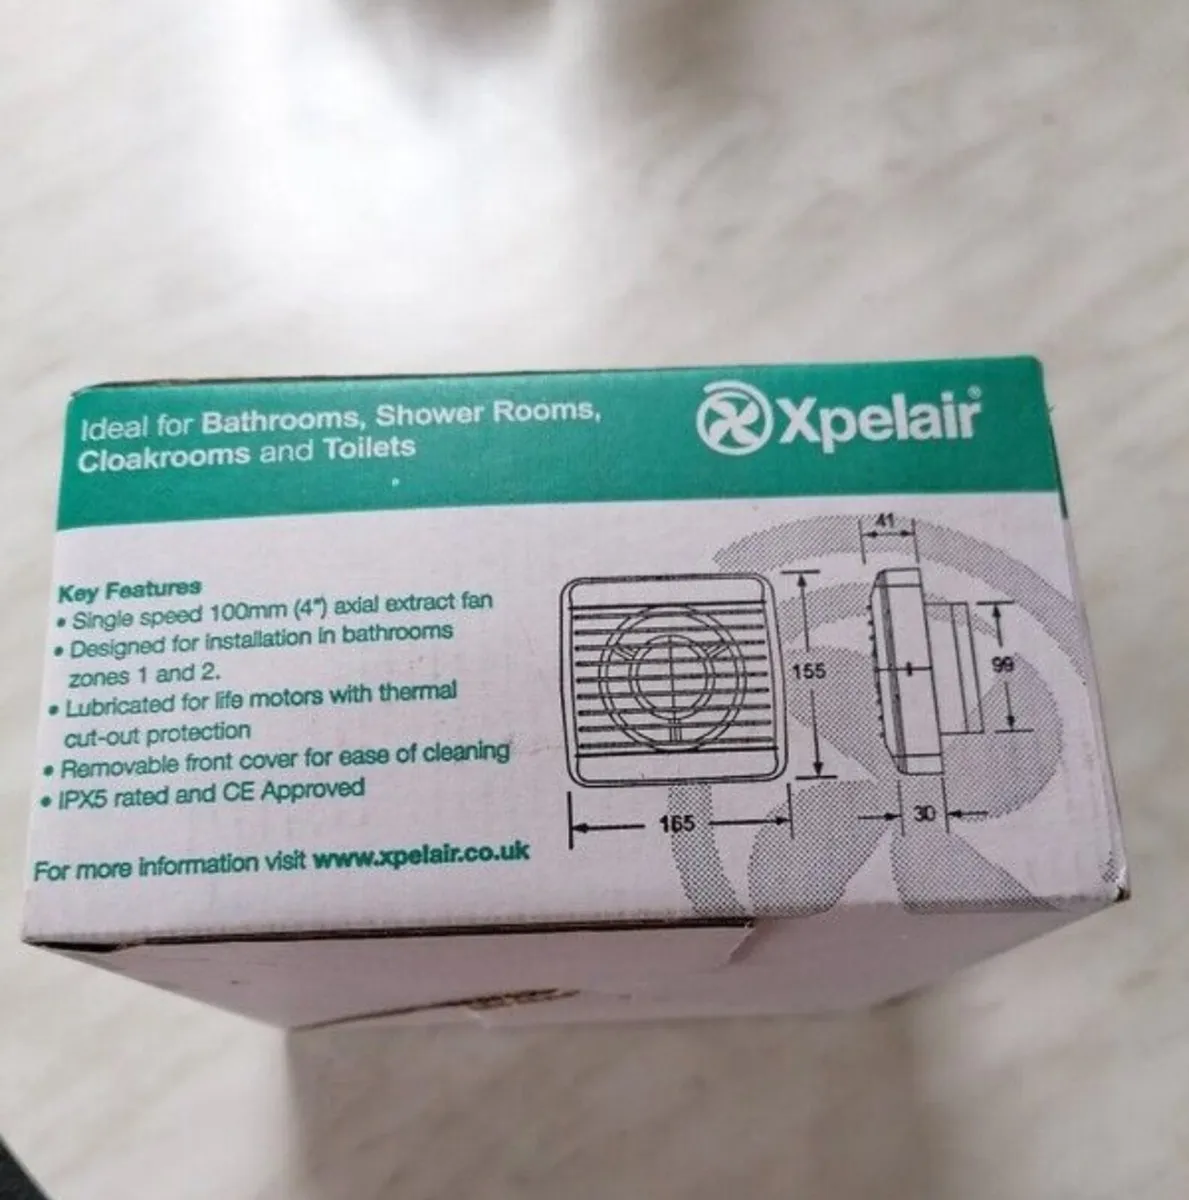 Ideal for Bathrooms, Shower Rooms,
Cloakrooms and Toilets
Xpelair®
Key Features
• Single speed 100mm (4") axial extract fan
• Designed for installation in bathrooms
zones 1 and 2.
• Lubricated for life motors with thermal
cut-out protection
• Removable front cover for ease of cleaning
• IPX5 rated and CE Approved
For more information visit www.xpelair.co.uk
41
155
99
165
30